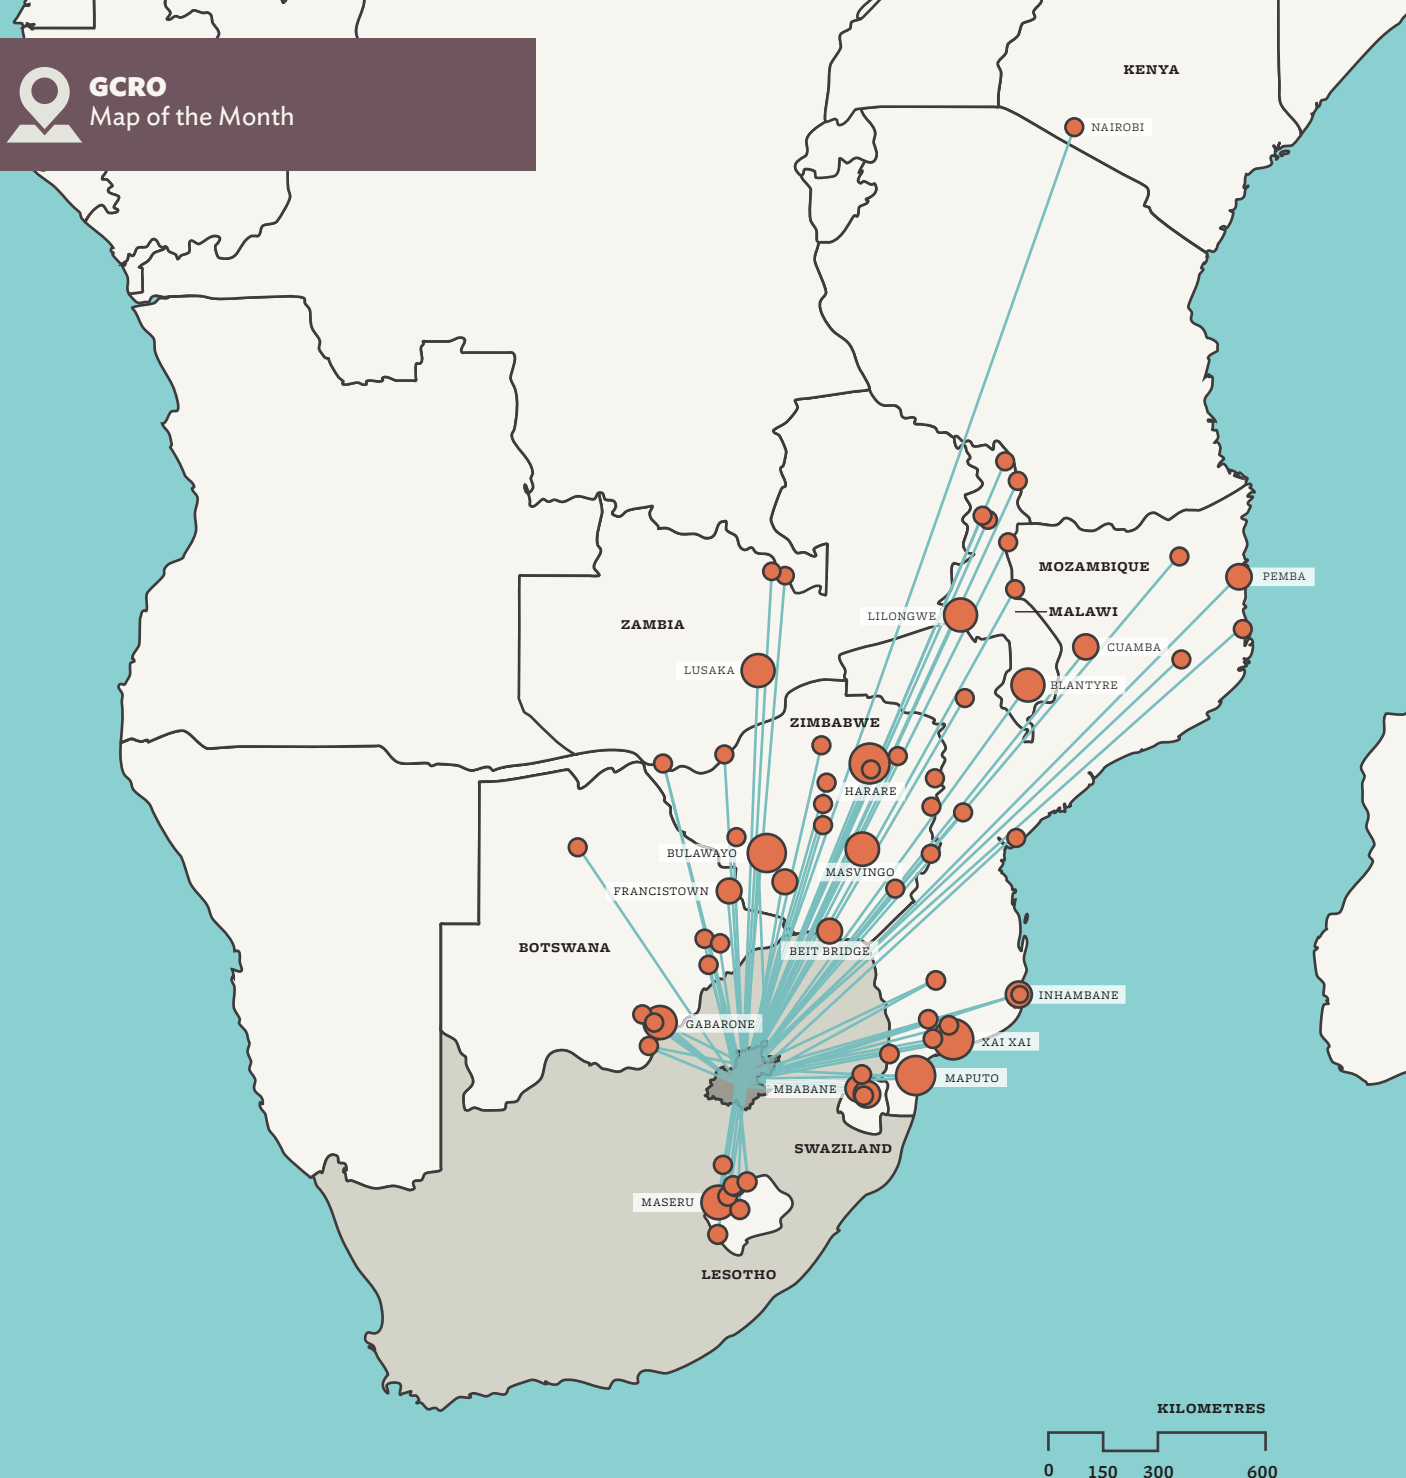 GCRO
Map of the Month
KENYA
NAIROBI
MOZAMBIQUE
PEMBA
MALAWI
LILONGWE
ZAMBIA
CUAMBA
LUSAKA
BLANTYRE
ZIMBABWE
HARARE
BULAWAYO
MASVINGO
FRANCISTOWN
BOTSWANA
BEIT BRIDGE
INHAMBANE
GABARONE
XAI XAI
MAPUTO
MBABANE
SWAZILAND
MASERU
LESOTHO
KILOMETRES
0 150 300 600